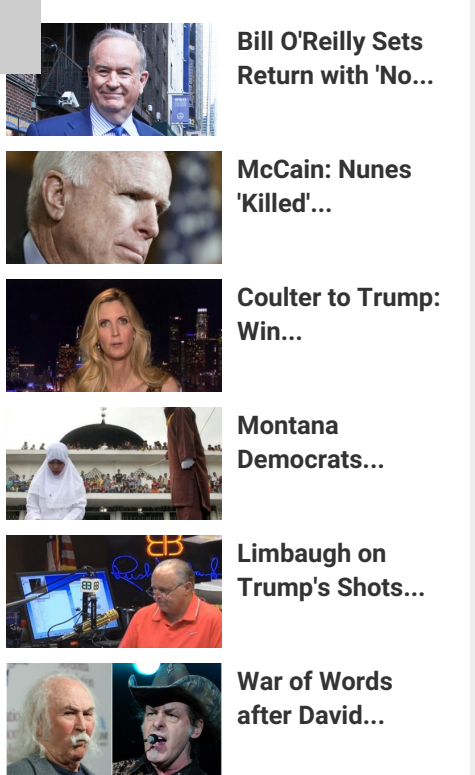 Bill O'Reilly Sets
Return with 'No...
McCain: Nunes
'Killed'...
Coulter to Trump:
Win...
Montana
Democrats...
Limbaugh on
Trump's Shots...
War of Words
after David...